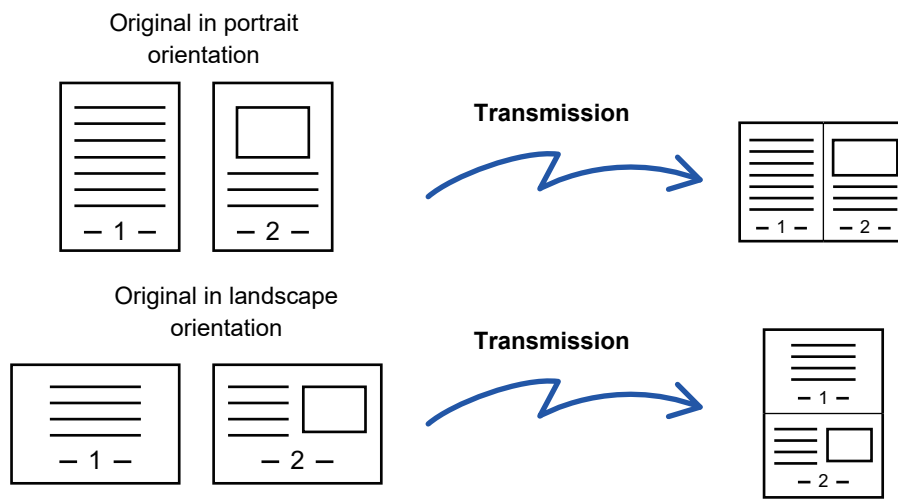 Original in portrait
orientation
Transmission
– 1 –
– 2 –
– 1 –
– 2 –
Original in landscape
orientation
Transmission
– 1 –
– 2 –
– 1 –
– 2 –